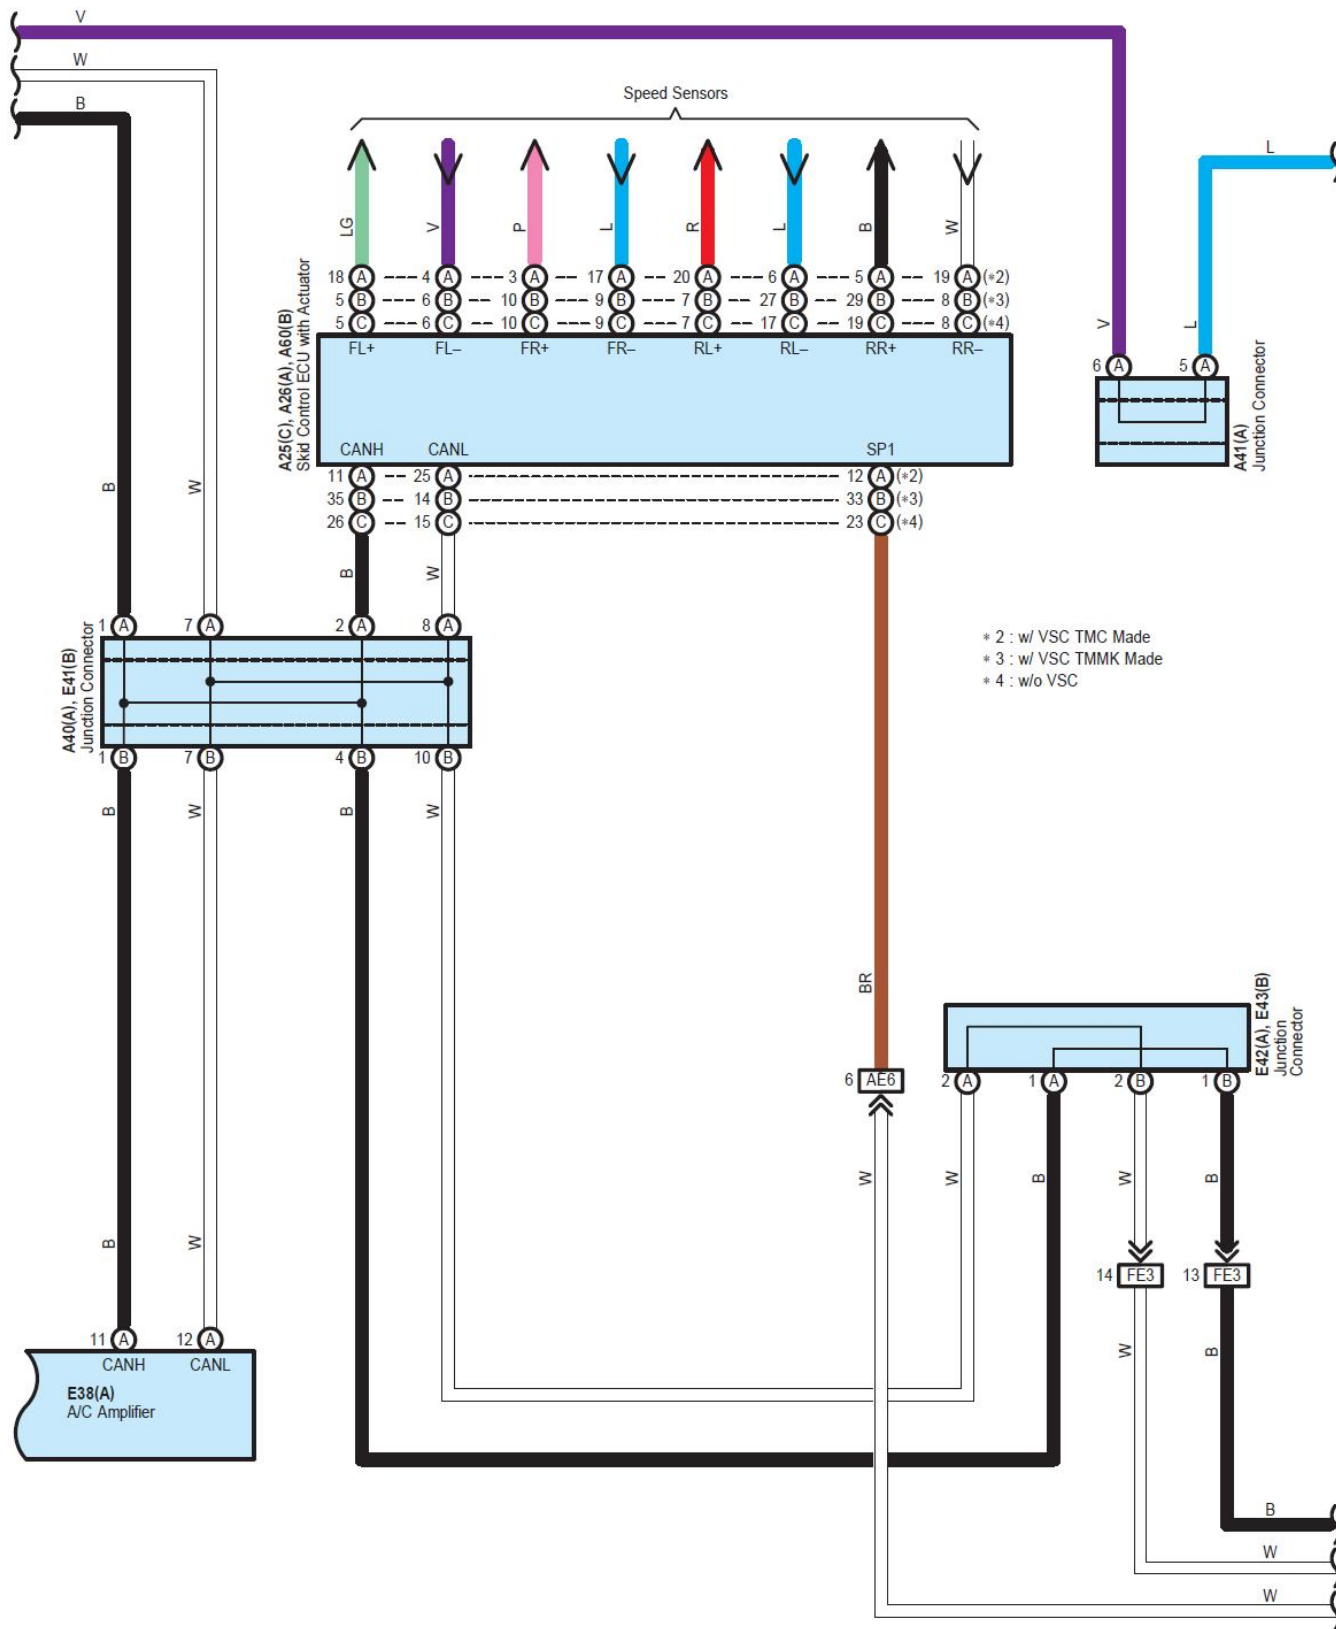 V
W
B
Speed Sensors
L
LG V P L R L B W
18 A 4 A 3 A 17 A 20 A 6 A 5 A 19 A (*2)
5 B 6 B 10 B 9 B 7 B 27 B 29 B 8 B (*3)
5 C 6 C 10 C 9 C 7 C 17 C 19 C 8 C (*4)
FL+ FL– FR+ FR– RL+ RL– RR+ RR–
A25(C), A26(A), A60(B)
Skid Control ECU with Actuator
V L
6 A 5 A
A41(A)
Junction Connector
CANH CANL SP1
11 A 25 A 12 A (*2)
35 B 14 B 33 B (*3)
26 C 15 C 23 C (*4)
B W
B W
1 A 7 A 2 A 8 A
A40(A), E41(B)
Junction Connector
* 2 : w/ VSC TMC Made
* 3 : w/ VSC TMMK Made
* 4 : w/o VSC
1 B 7 B 4 B 10 B
B W B W
BR
E42(A), E43(B)
Junction
Connector
6 AE6 2 A 1 A 2 B 1 B
W W B W B
B W
14 FE3 13 FE3
11 A 12 A
CANH CANL
E38(A)
A/C Amplifier
W B
B
W
W